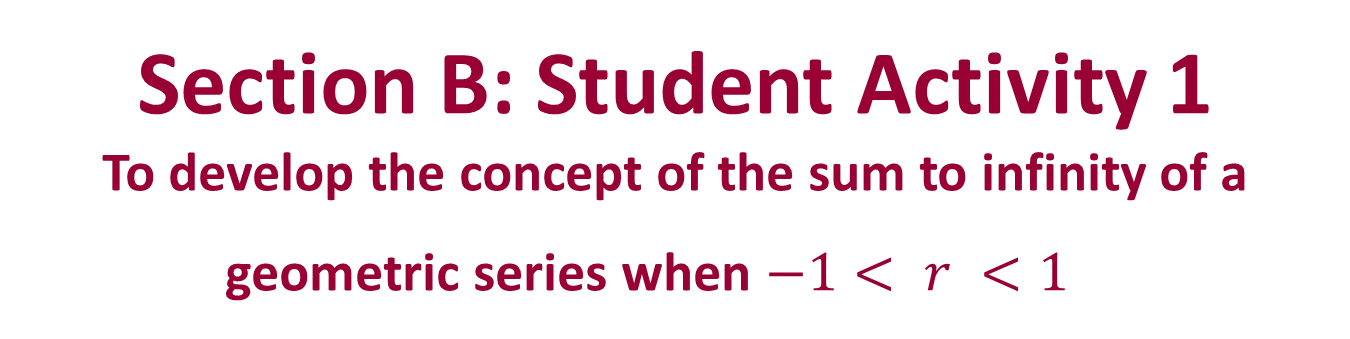 Section B: Student Activity 1
To develop the concept of the sum to infinity of a
geometric series when −1 < r < 1